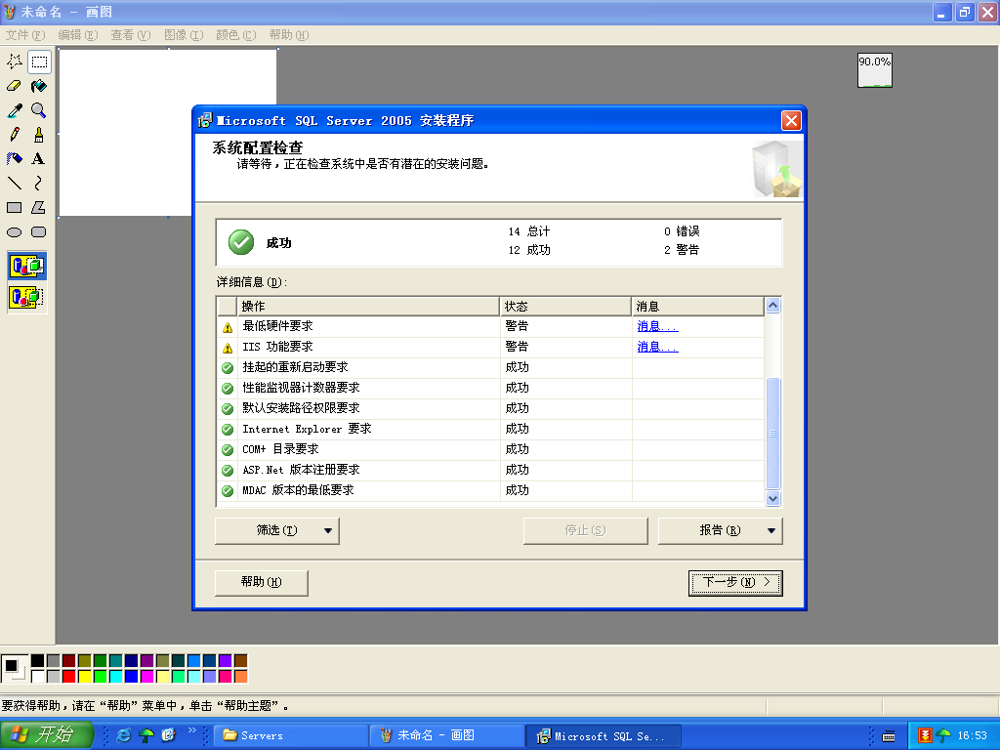 未命名 - 画图
文件(F) 编辑(E) 查看(V) 图像(I) 颜色(C) 帮助(H)
90.0%
Microsoft SQL Server 2005 安装程序
系统配置检查
请等待，正在检查系统中是否有潜在的安装问题。
成功
14 总计 0 错误
12 成功 2 警告
详细信息(D):
操作 状态 消息
最低硬件要求 警告 消息...
IIS 功能要求 警告 消息...
挂起的重新启动要求 成功
性能监视器计数器要求 成功
默认安装路径权限要求 成功
Internet Explorer 要求 成功
COM+ 目录要求 成功
ASP.Net 版本注册要求 成功
MDAC 版本的最低要求 成功
筛选(T) 停止(S) 报告(R)
帮助(H) 下一步(N) >
要获得帮助，请在“帮助”菜单中，单击“帮助主题”。
开始 Servers 未命名 - 画图 Microsoft SQL Se... 16:53